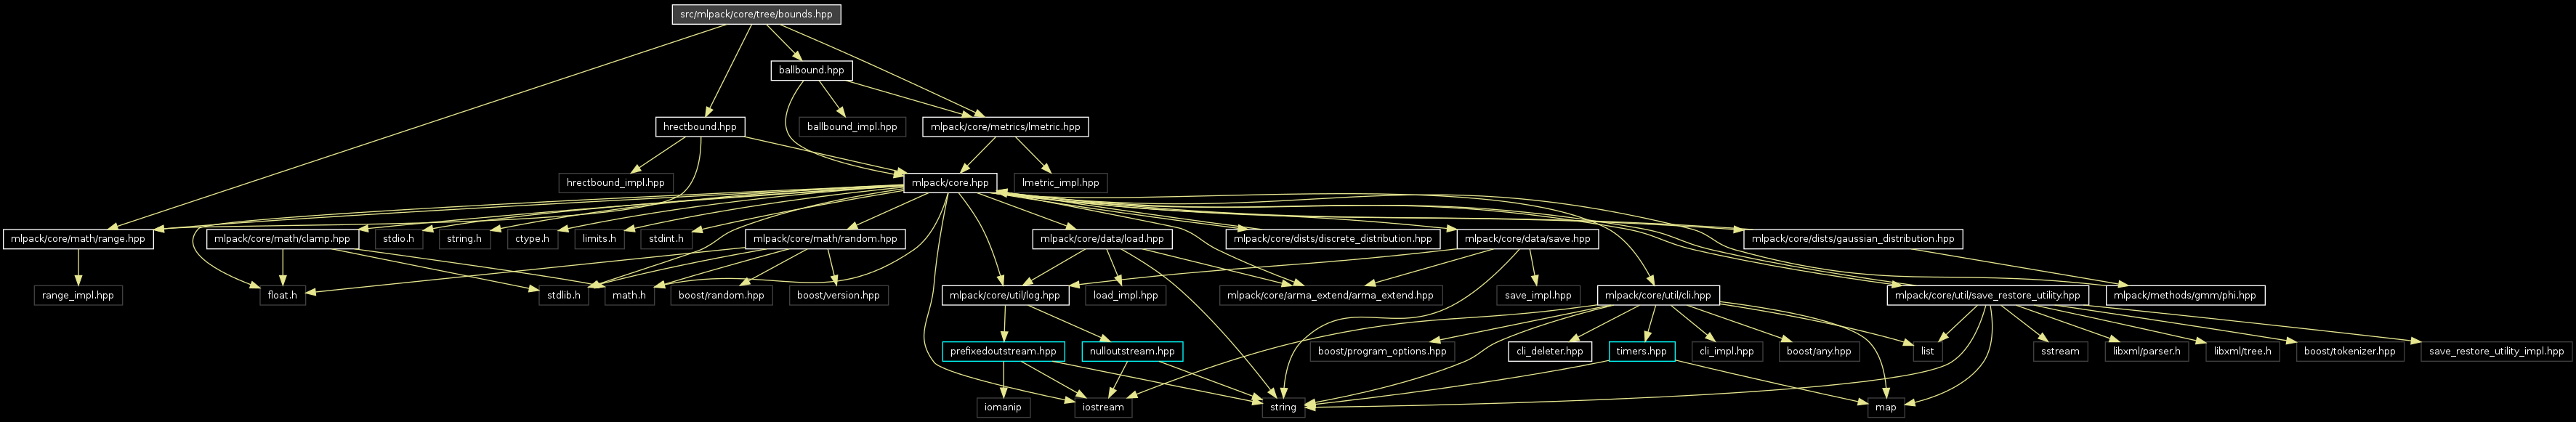 src/mlpack/core/tree/bounds.hpp
ballbound.hpp
hrectbound.hpp
ballbound_impl.hpp
mlpack/core/metrics/lmetric.hpp
hrectbound_impl.hpp
mlpack/core.hpp
lmetric_impl.hpp
mlpack/core/math/range.hpp
mlpack/core/math/clamp.hpp
stdio.h
string.h
ctype.h
limits.h
stdint.h
mlpack/core/math/random.hpp
mlpack/core/data/load.hpp
mlpack/core/dists/discrete_distribution.hpp
mlpack/core/data/save.hpp
mlpack/core/dists/gaussian_distribution.hpp
range_impl.hpp
float.h
stdlib.h
math.h
boost/random.hpp
boost/version.hpp
mlpack/core/util/log.hpp
load_impl.hpp
mlpack/core/arma_extend/arma_extend.hpp
save_impl.hpp
mlpack/core/util/cli.hpp
mlpack/core/util/save_restore_utility.hpp
mlpack/methods/gmm/phi.hpp
prefixedoutstream.hpp
nulloutstream.hpp
boost/program_options.hpp
cli_deleter.hpp
timers.hpp
cli_impl.hpp
boost/any.hpp
list
sstream
libxml/parser.h
libxml/tree.h
boost/tokenizer.hpp
save_restore_utility_impl.hpp
iomanip
iostream
string
map